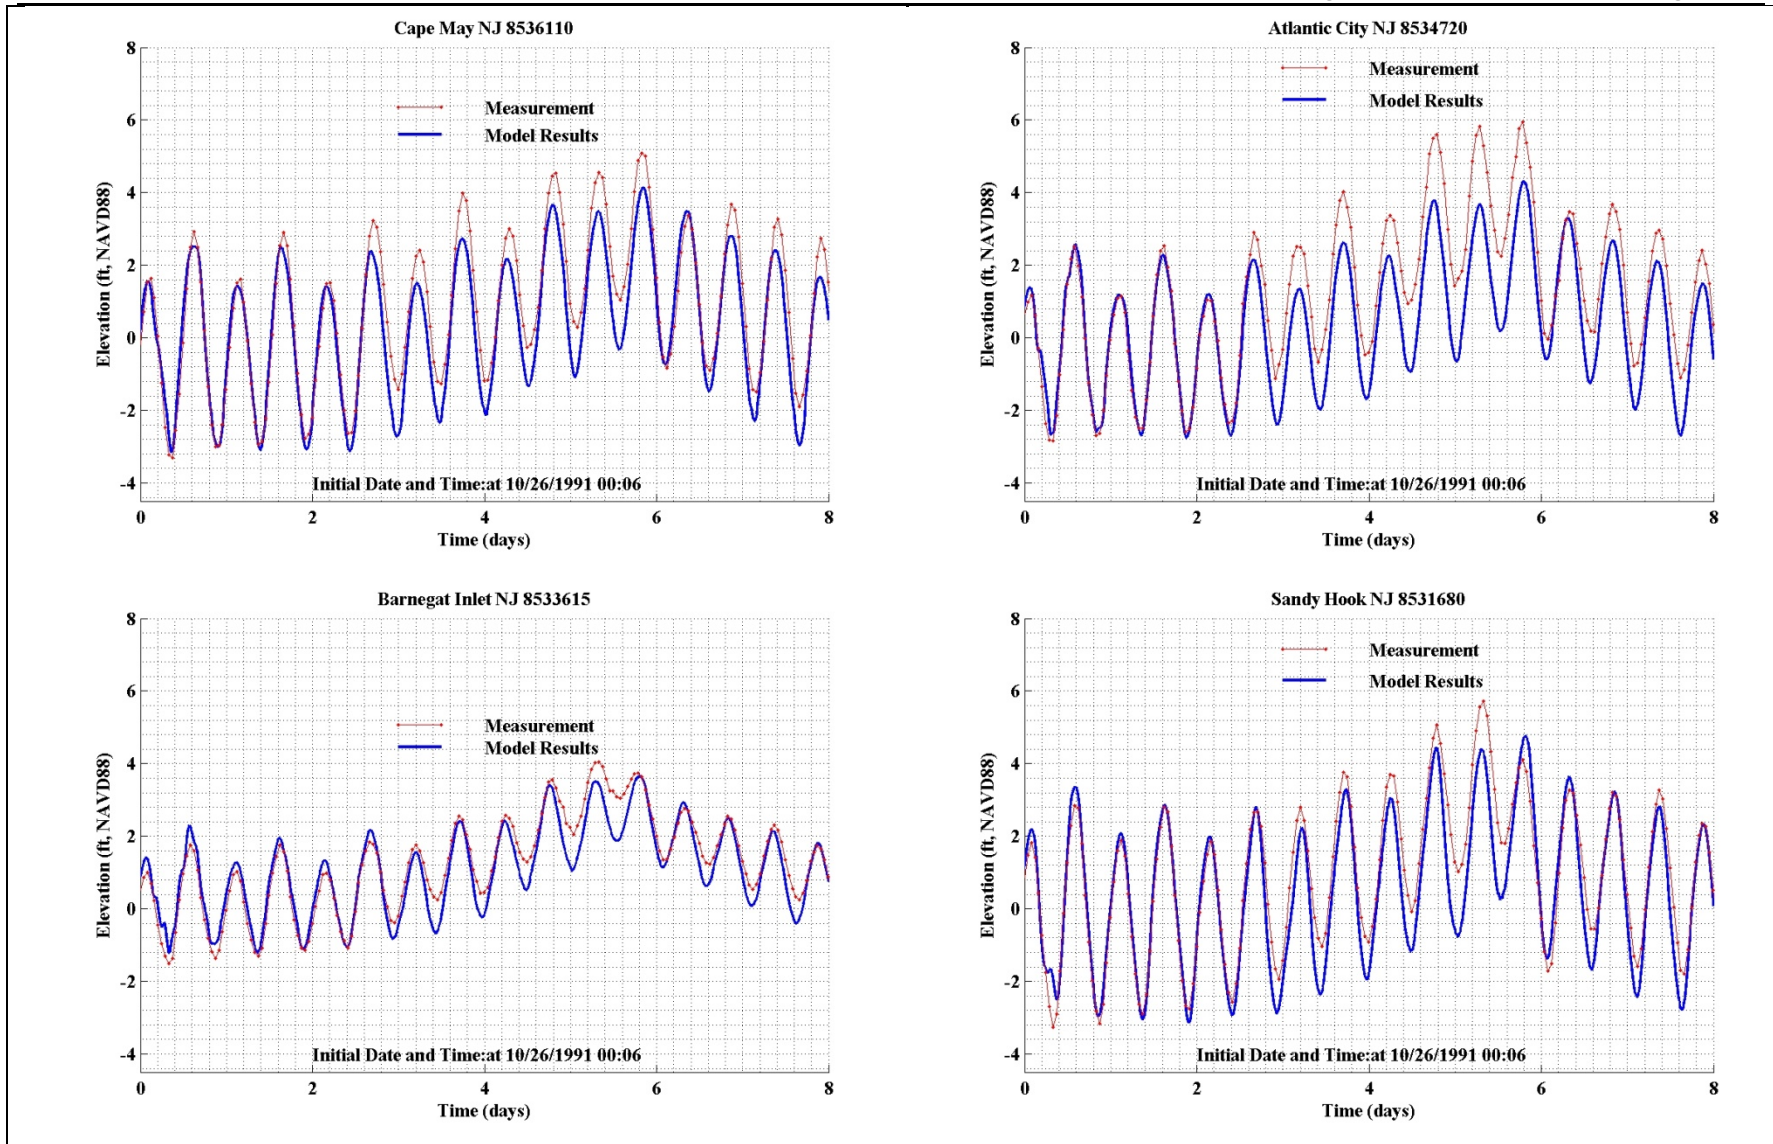 Cape May NJ 8536110
8
6
4
2
0
-2
-4
Elevation (ft, NAVD88)
Measurement
Model Results
Initial Date and Time:at 10/26/1991 00:06
0 2 4 6 8
Time (days)
Atlantic City NJ 8534720
8
6
4
2
0
-2
-4
Elevation (ft, NAVD88)
Measurement
Model Results
Initial Date and Time:at 10/26/1991 00:06
0 2 4 6 8
Time (days)
Barnegat Inlet NJ 8533615
8
6
4
2
0
-2
-4
Elevation (ft, NAVD88)
Measurement
Model Results
Initial Date and Time:at 10/26/1991 00:06
0 2 4 6 8
Time (days)
Sandy Hook NJ 8531680
8
6
4
2
0
-2
-4
Elevation (ft, NAVD88)
Measurement
Model Results
Initial Date and Time:at 10/26/1991 00:06
0 2 4 6 8
Time (days)